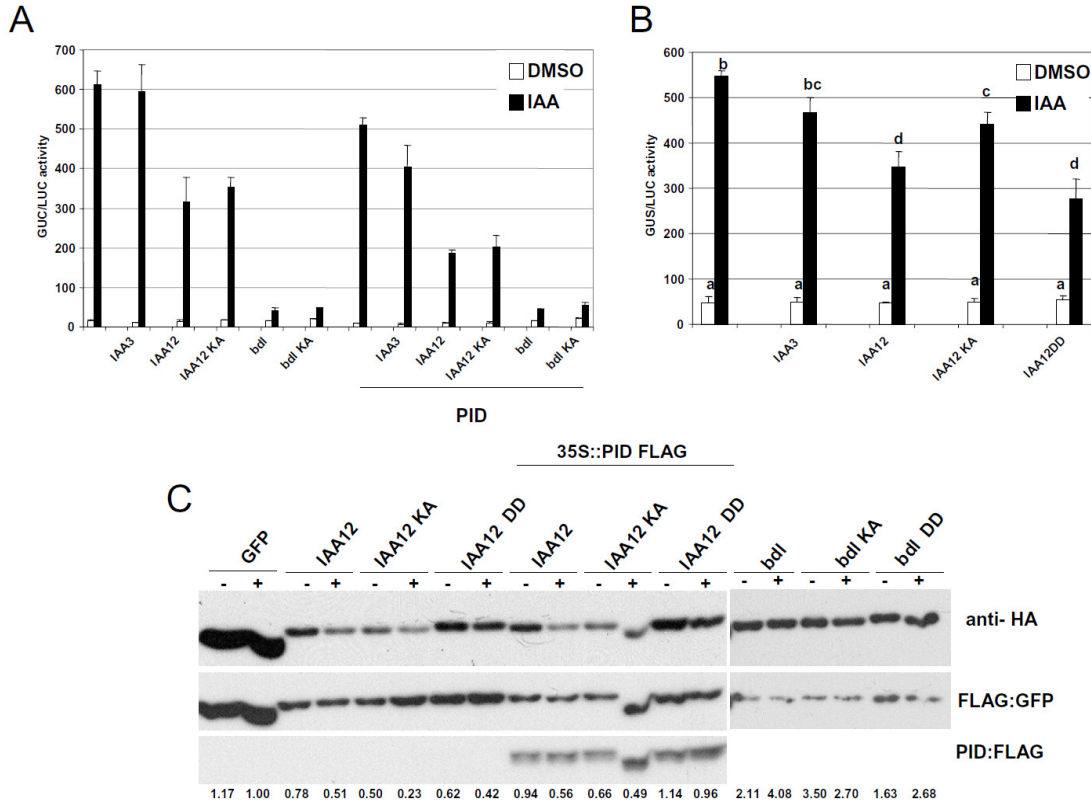 A
700
600
500
400
300
200
100
0
GUC/LUC activity
DMSO
IAA
IAA3
IAA12
IAA12 KA
bdl
bdl KA
IAA3
IAA12
IAA12 KA
bdl
bdl KA
PID
B
600
500
400
300
200
100
0
GUS/LUC activity
DMSO
IAA
a b
a bc
a d
a c
a d
IAA3
IAA12
IAA12 KA
IAA12DD
C
35S::PID FLAG
GFP IAA12 IAA12 KA IAA12 DD IAA12 IAA12 KA IAA12 DD bdl bdl KA bdl DD
- + - + - + - + - + - + - + - + - + - +
anti- HA
FLAG:GFP
PID:FLAG
1.17 1.00 0.78 0.51 0.50 0.23 0.62 0.42 0.94 0.56 0.66 0.49 1.14 0.96 2.11 4.08 3.50 2.70 1.63 2.68